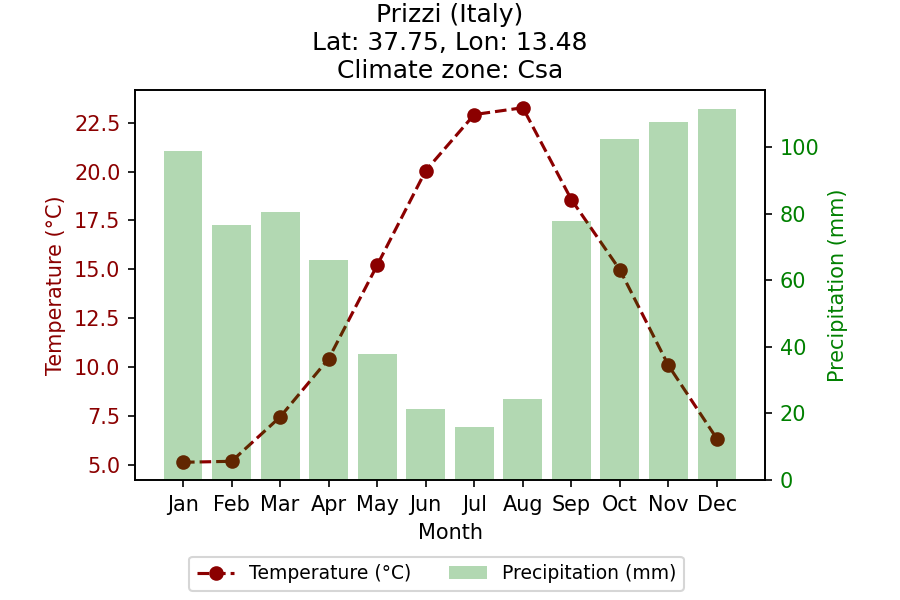 Prizzi (Italy)
Lat: 37.75, Lon: 13.48
Climate zone: Csa
22.5
20.0
17.5
15.0
12.5
10.0
7.5
5.0
Temperature (°C)
100
80
60
40
20
0
Precipitation (mm)
Jan Feb Mar Apr May Jun Jul Aug Sep Oct Nov Dec
Month
Temperature (°C) Precipitation (mm)